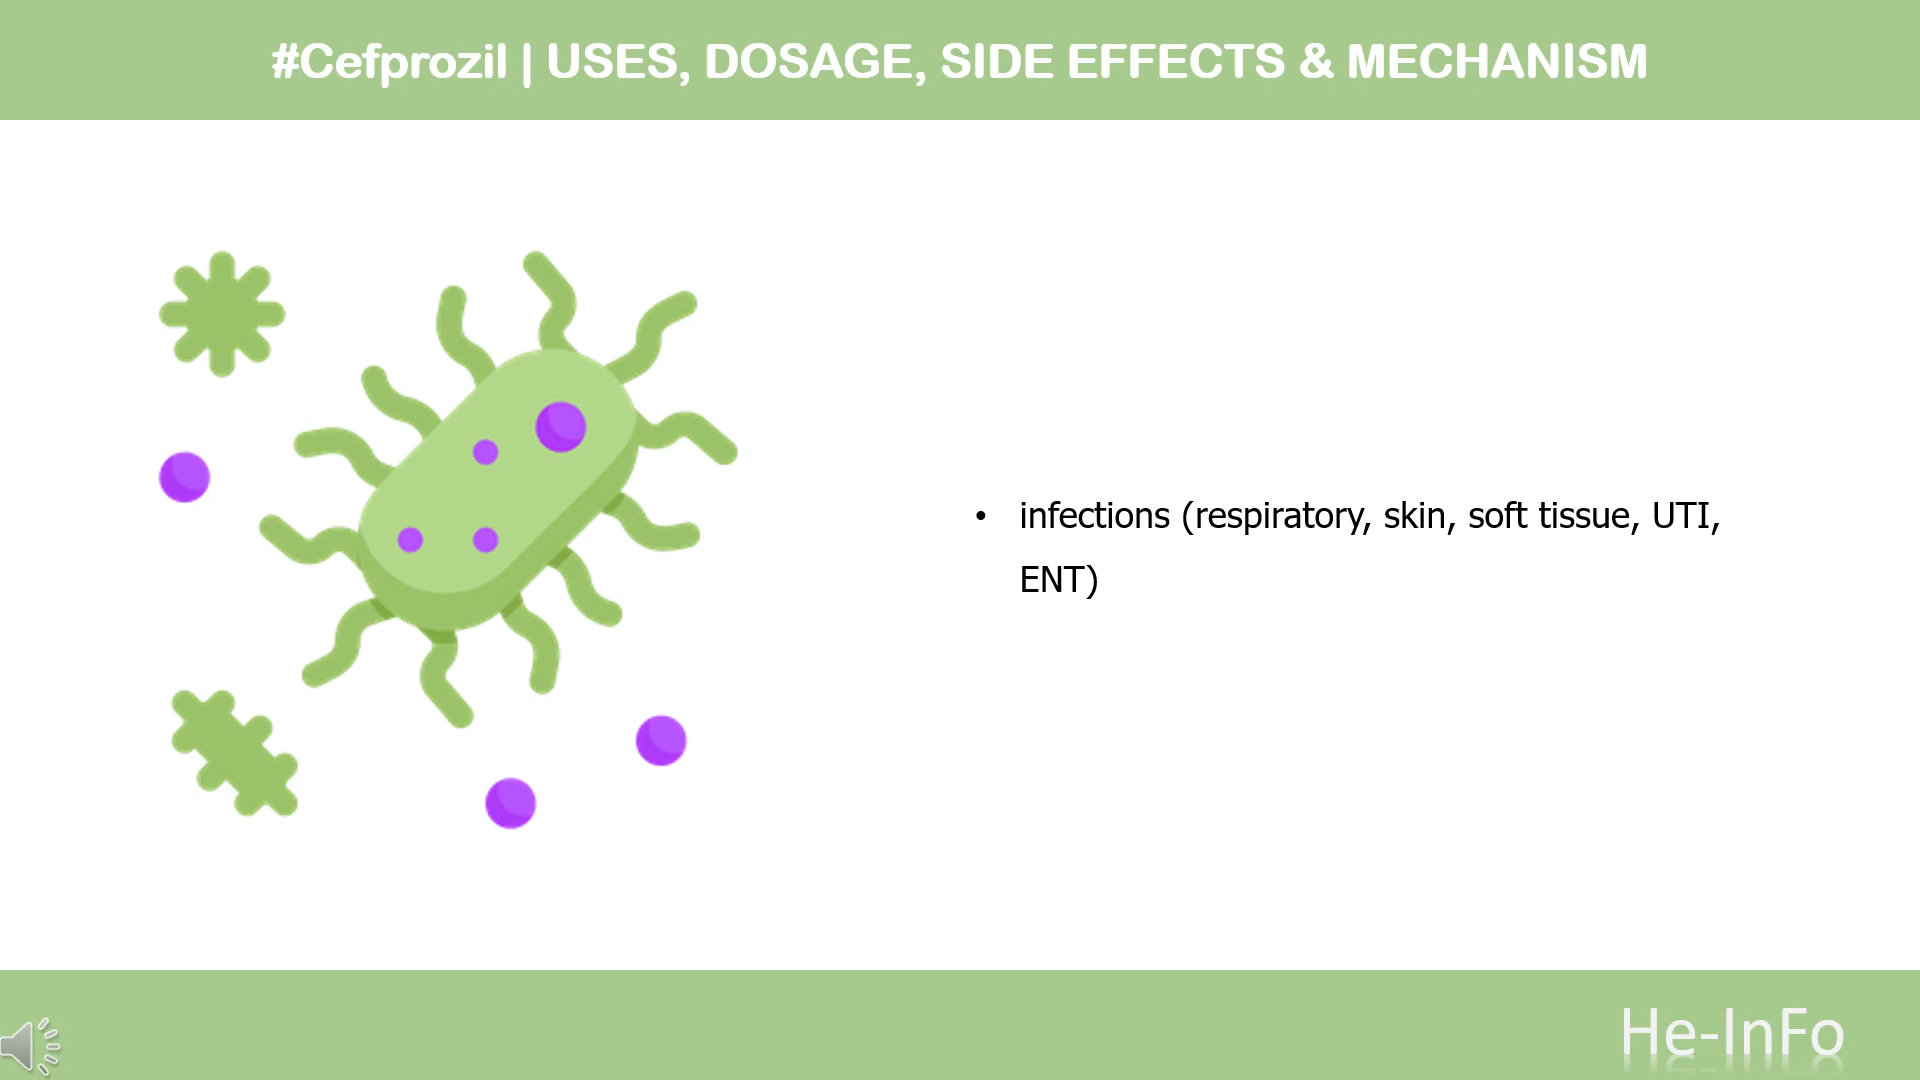 #Cefprozil | USES, DOSAGE, SIDE EFFECTS & MECHANISM
• infections (respiratory, skin, soft tissue, UTI,
ENT)
He-InFo